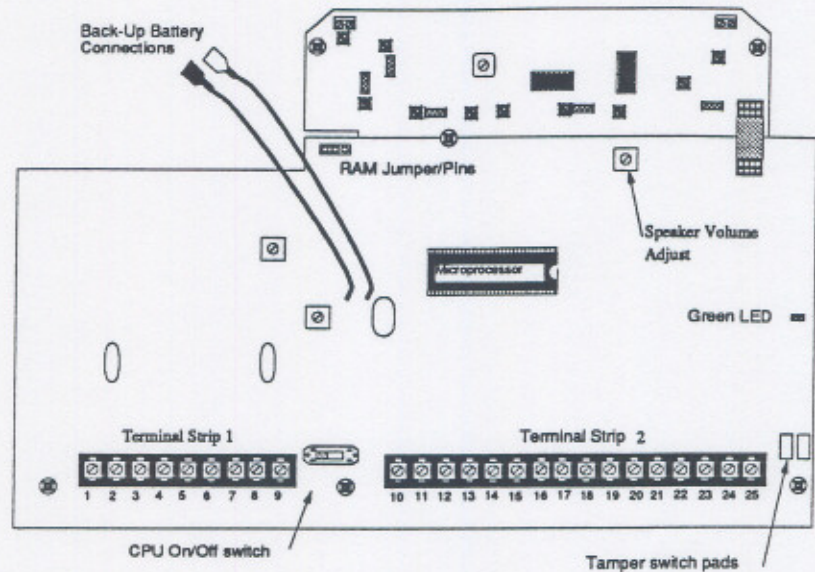 Back-Up Battery
Connections
RAM Jumper/Pins
Speaker Volume
Adjust
Microprocessor
Green LED
Terminal Strip 1
Terminal Strip 2
1 2 3 4 5 6 7 8 9
10 11 12 13 14 15 16 17 18 19 20 21 22 23 24 25
CPU On/Off switch
Tamper switch pads